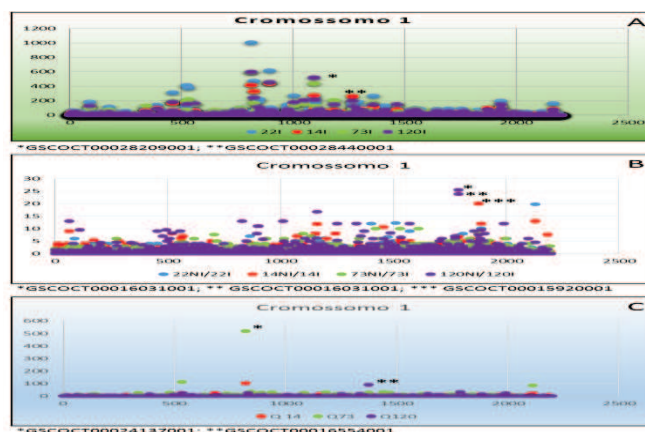 Cromossomo 1
A
1200
1000
800
600
400
200
0
*
**
0 500 1000 1500 2000 2500
22I 14I 73I 120I
*GSCOCT00028209001; **GSCOCT00028440001
Cromossomo 1
B
30
25
20
15
10
5
0
*
**
***
0 500 1000 1500 2000 2500
22NI/22I 14NI/14I 73NI/73I 120NI/120I
*GSCOCT00016031001; ** GSCOCT00016031001; *** GSCOCT00015920001
Cromossomo 1
C
600
500
400
300
200
100
0
*
**
0 500 1000 1500 2000 2500
Q 14 Q73 Q120
*GSCOCT00024137001; **GSCOCT00016554001